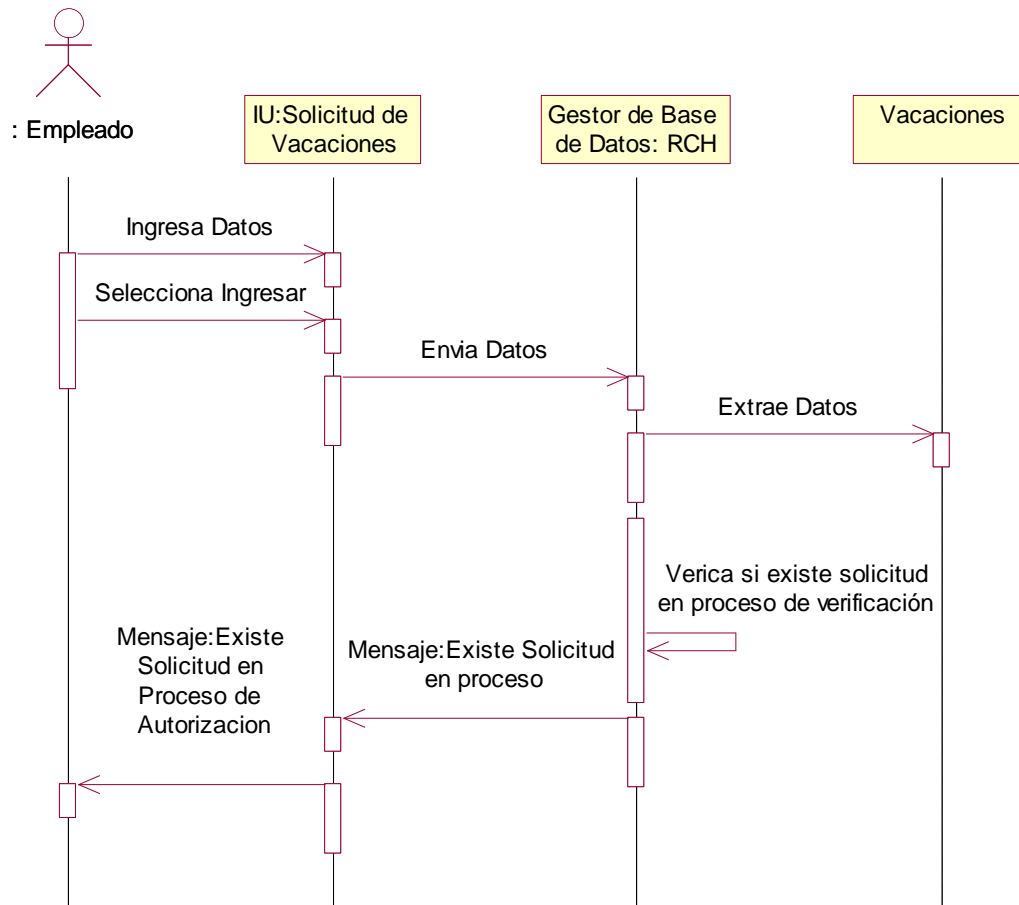 : Empleado
IU:Solicitud de
Vacaciones
Gestor de Base
de Datos: RCH
Vacaciones
Ingresa Datos
Selecciona Ingresar
Envia Datos
Extrae Datos
Verica si existe solicitud
en proceso de verificación
Mensaje:Existe
Solicitud en
Proceso de
Autorizacion
Mensaje:Existe Solicitud
en proceso